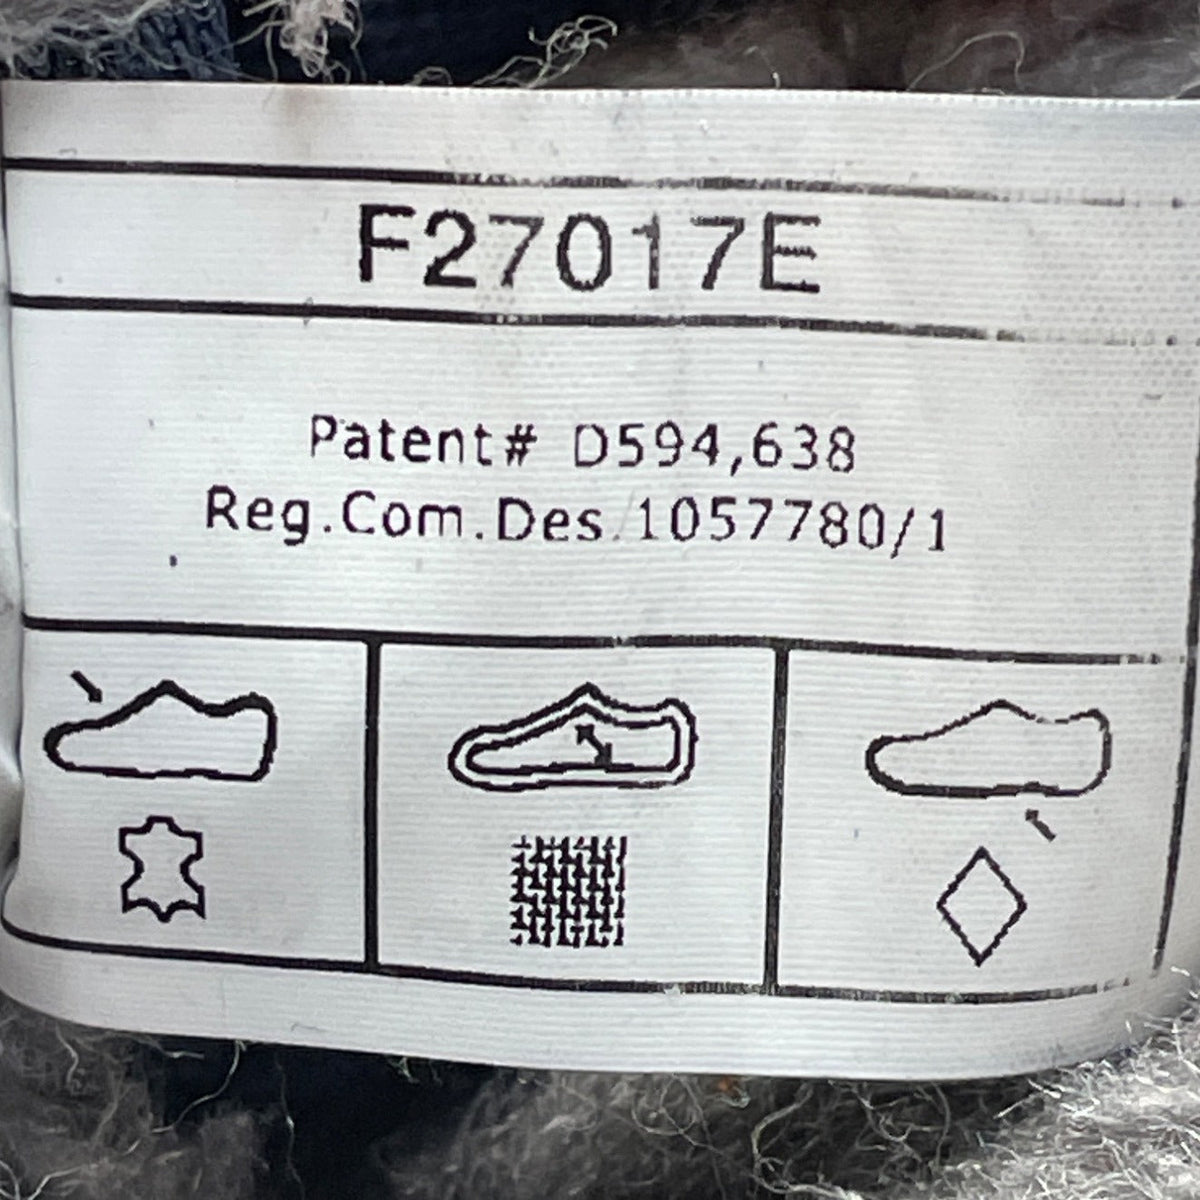 F27017E
Patent# D594,638
Reg.Com.Des.1057780/1